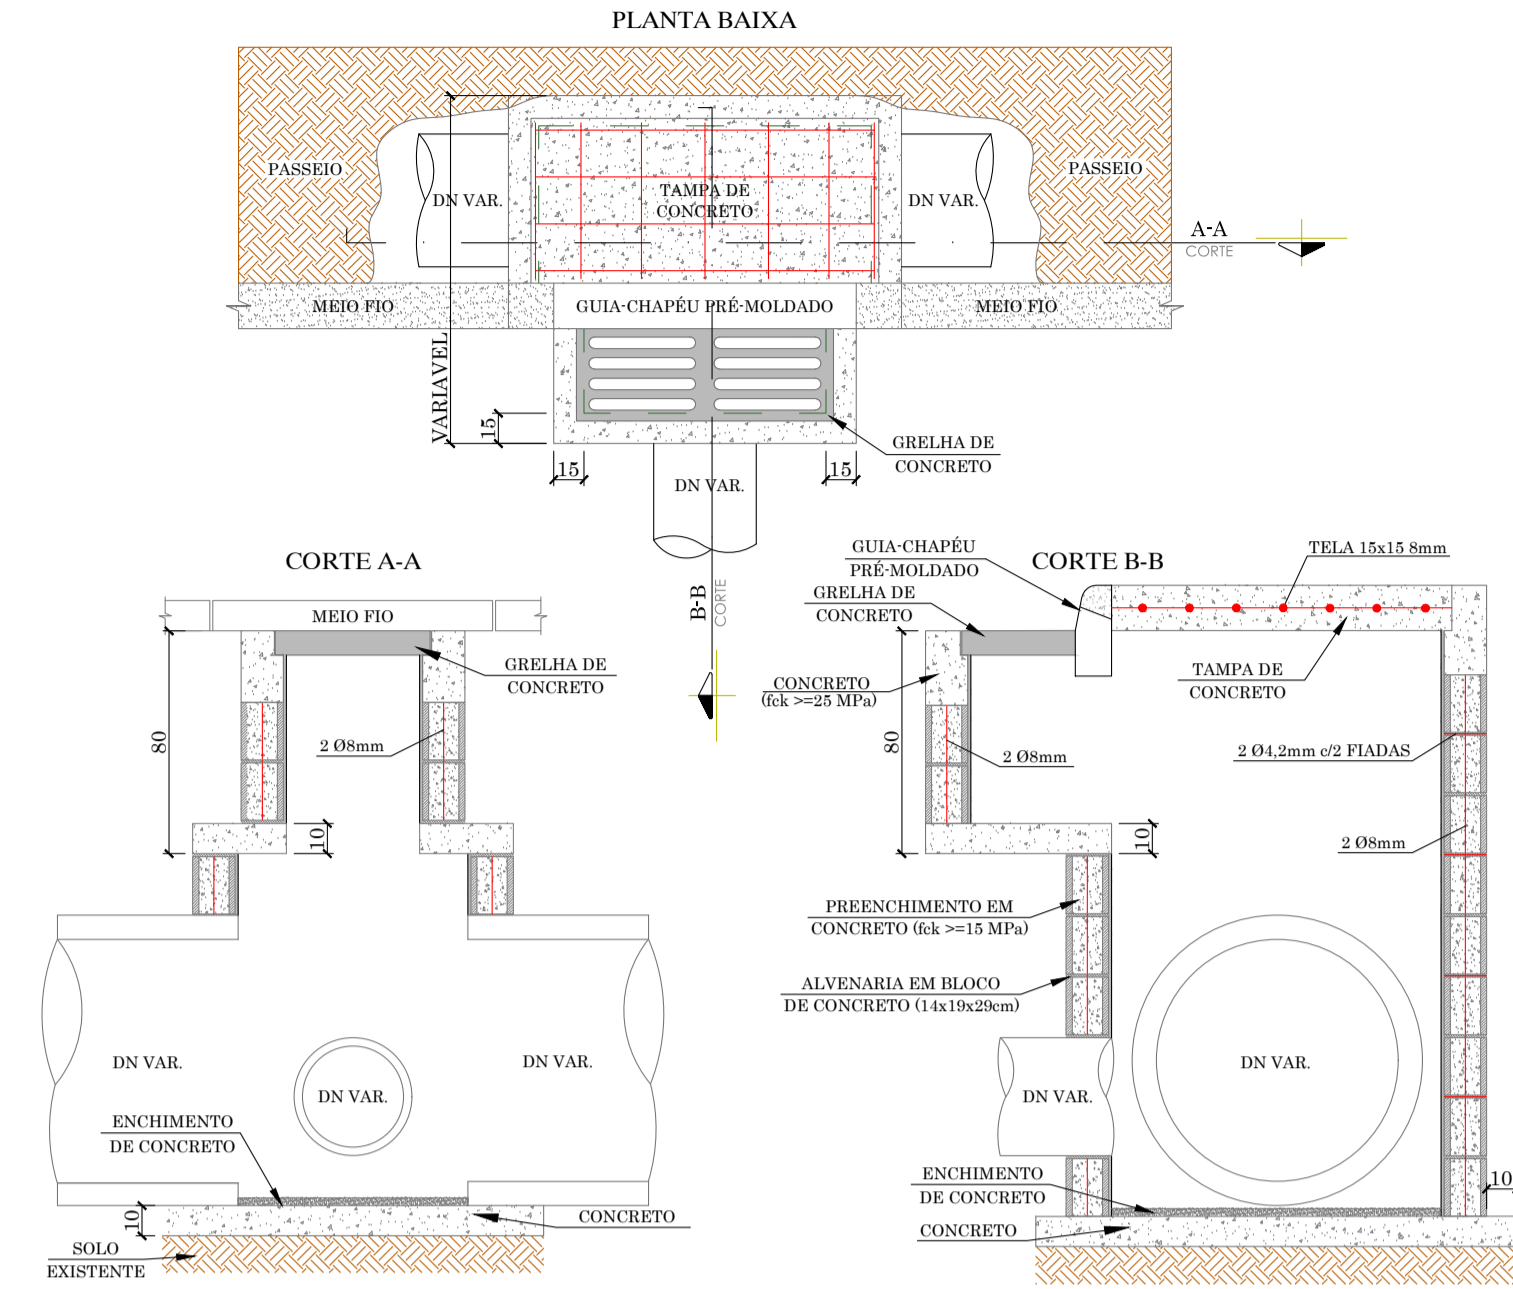 PLANTA BAIXA
PASSEIO
DN VAR.
TAMPA DE
CONCRETO
DN VAR.
PASSEIO
A-A
CORTE
MEIO FIO
GUIA-CHAPÉU PRÉ-MOLDADO
MEIO FIO
VARIAVEL
15
15
15
DN VAR.
GRELHA DE
CONCRETO
B-B
CORTE
CORTE A-A
MEIO FIO
GRELHA DE
CONCRETO
80
2 Ø8mm
10
DN VAR.
DN VAR.
DN VAR.
ENCHIMENTO
DE CONCRETO
10
CONCRETO
SOLO
EXISTENTE
CORTE B-B
GUIA-CHAPÉU
PRÉ-MOLDADO
GRELHA DE
CONCRETO
TELA 15x15 8mm
CONCRETO
(fck >=25 MPa)
TAMPA DE
CONCRETO
80
2 Ø8mm
2 Ø4,2mm c/2 FIADAS
10
2 Ø8mm
PREENCHIMENTO EM
CONCRETO (fck >=15 MPa)
ALVENARIA EM BLOCO
DE CONCRETO (14x19x29cm)
DN VAR.
DN VAR.
ENCHIMENTO
DE CONCRETO
CONCRETO
10